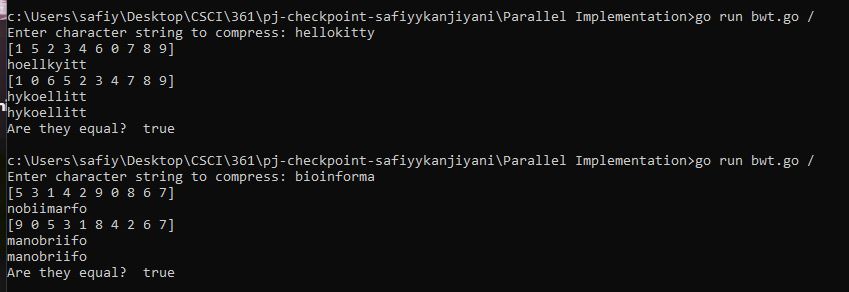 c:\Users\safiy\Desktop\CSCI\361\pj-checkpoint-safiyykanjiyani\Parallel Implementation>go run bwt.go /
Enter character string to compress: hellokitty
[1 5 2 3 4 6 0 7 8 9]
hoellkyitt
[1 0 6 5 2 3 4 7 8 9]
hykoellitt
hykoellitt
Are they equal?  true
c:\Users\safiy\Desktop\CSCI\361\pj-checkpoint-safiyykanjiyani\Parallel Implementation>go run bwt.go /
Enter character string to compress: bioinforma
[5 3 1 4 2 9 0 8 6 7]
nobiimarfo
[9 0 5 3 1 8 4 2 6 7]
manobriifo
manobriifo
Are they equal?  true